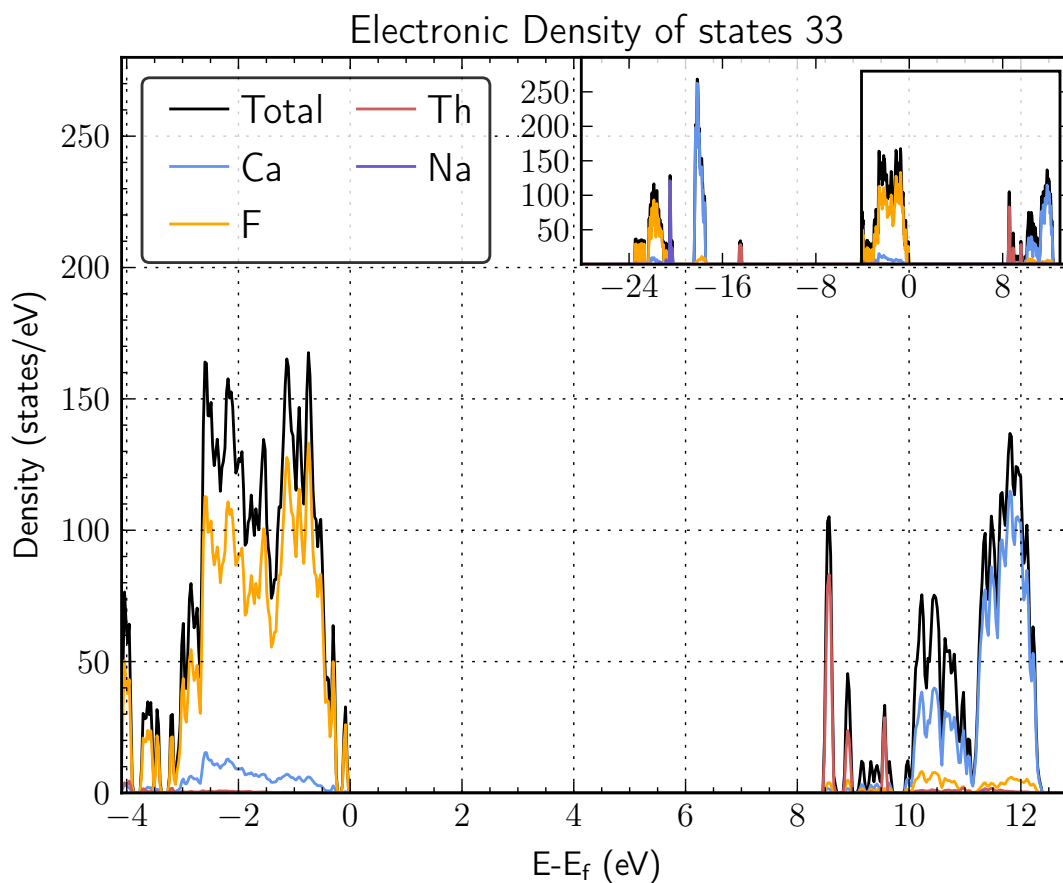 Electronic Density of states 33
Total
Ca
F
Th
Na
250
200
150
100
50
−24 −16 −8 0 8
250
200
150
100
50
0
−4 −2 0 2 4 6 8 10 12
Density (states/eV)
E-E_f (eV)